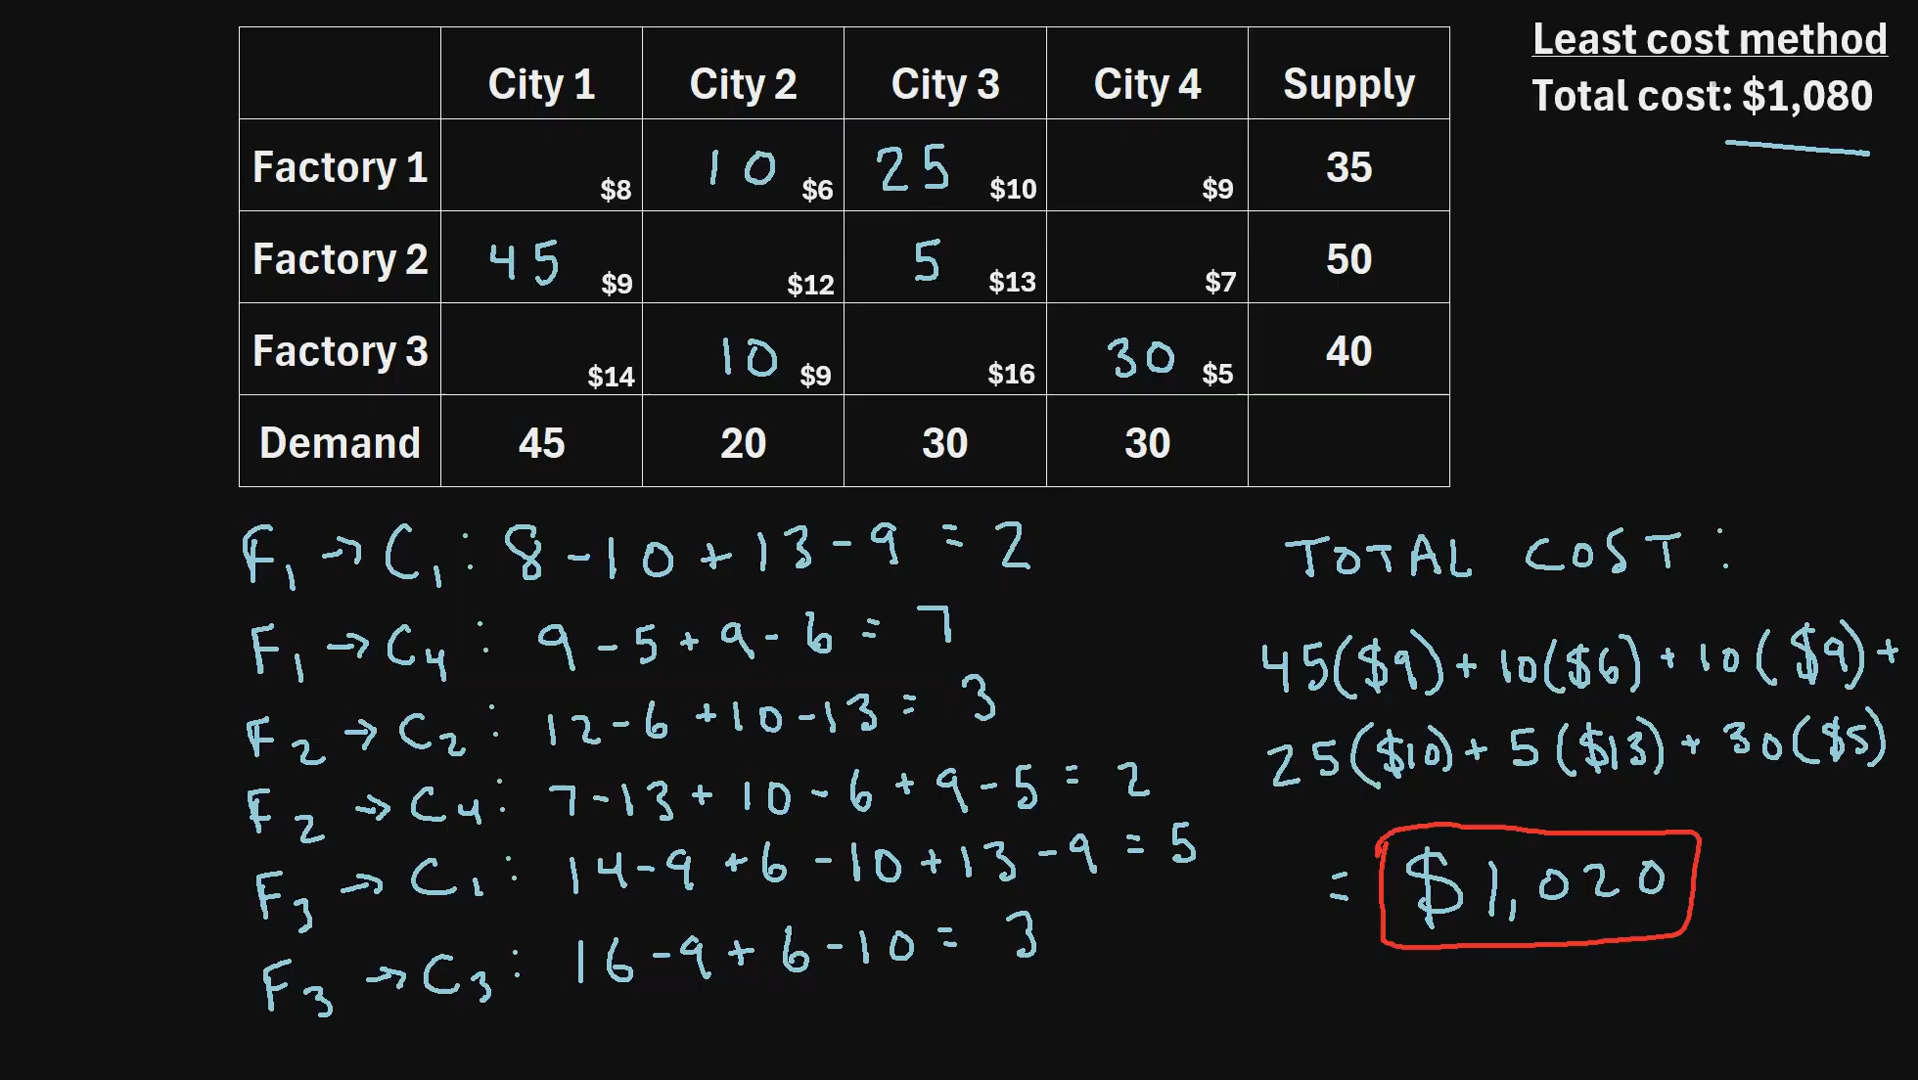 City 1 City 2 City 3 City 4 Supply
Factory 1 $8 10 $6 25 $10 $9 35
Factory 2 45 $9 $12 5 $13 $7 50
Factory 3 $14 10 $9 $16 30 $5 40
Demand 45 20 30 30
Least cost method
Total cost: $1,080
F₁ → C₁: 8 - 10 + 13 - 9 = 2
F₁ → C₄: 9 - 5 + 9 - 6 = 7
F₂ → C₂: 12 - 6 + 10 - 13 = 3
F₂ → C₄: 7 - 13 + 10 - 6 + 9 - 5 = 2
F₃ → C₁: 14 - 9 + 6 - 10 + 13 - 9 = 5
F₃ → C₃: 16 - 9 + 6 - 10 = 3
TOTAL COST:
45($9) + 10($6) + 10($9) +
25($10) + 5($13) + 30($5)
= $1,020